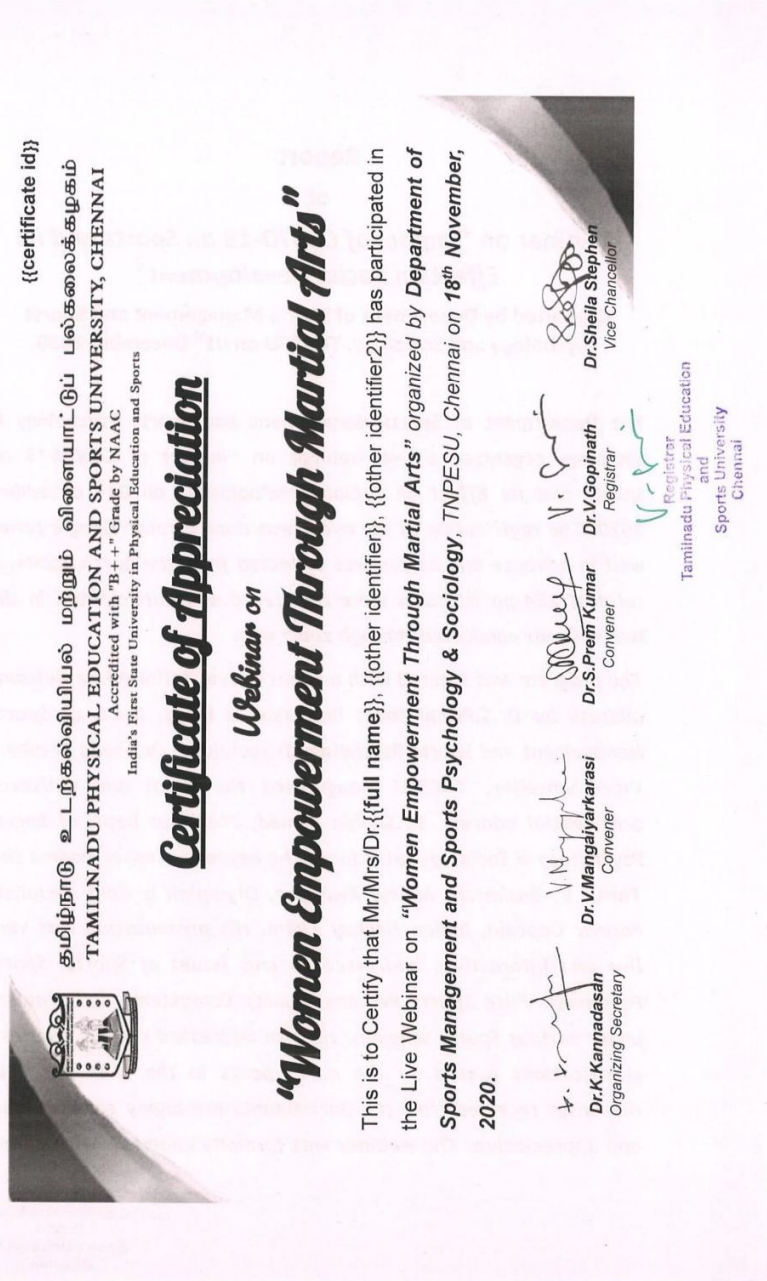 {{certificate id}}
தமிழ்நாடு உடற்கல்வியியல் மற்றும் விளையாட்டுப் பல்கலைக்கழகம்
TAMILNADU PHYSICAL EDUCATION AND SPORTS UNIVERSITY, CHENNAI
Accredited with "B++" Grade by NAAC
India's First State University in Physical Education and Sports
Certificate of Appreciation
Webinar on
"Women Empowerment Through Martial Arts"
This is to Certify that Mr/Mrs/Dr.{{full name}}, {{other identifier}}, {{other identifier2}} has participated in
the Live Webinar on "Women Empowerment Through Martial Arts" organized by Department of
Sports Management and Sports Psychology & Sociology, TNPESU, Chennai on 18th November,
2020.
Dr.K.Kannadasan Dr.V.Mangaiyarkarasi Dr.S.Prem Kumar Dr.V.Gopinath Dr.Sheila Stephen
Organizing Secretary Convener Convener Registrar Vice Chancellor
Registrar
Tamilnadu Physical Education
and
Sports University
Chennai